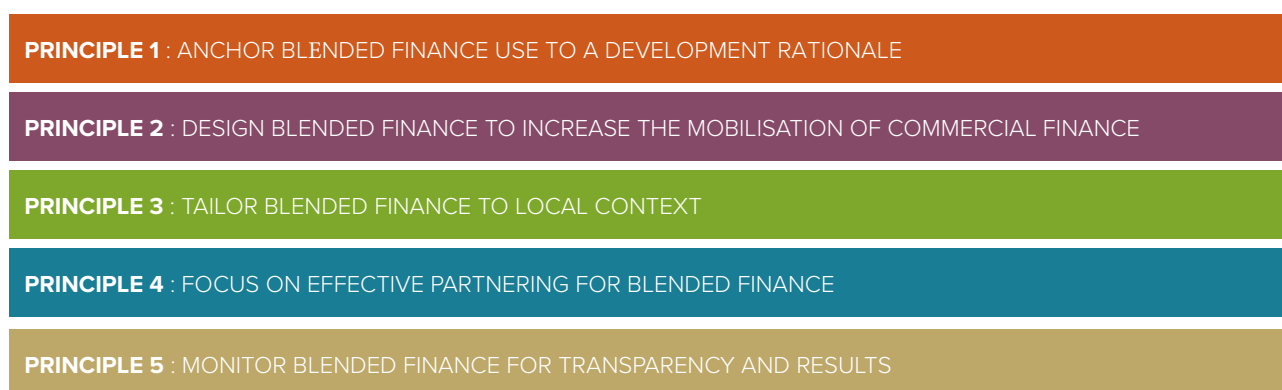 PRINCIPLE 1 : ANCHOR BLENDED FINANCE USE TO A DEVELOPMENT RATIONALE
PRINCIPLE 2 : DESIGN BLENDED FINANCE TO INCREASE THE MOBILISATION OF COMMERCIAL FINANCE
PRINCIPLE 3 : TAILOR BLENDED FINANCE TO LOCAL CONTEXT
PRINCIPLE 4 : FOCUS ON EFFECTIVE PARTNERING FOR BLENDED FINANCE
PRINCIPLE 5 : MONITOR BLENDED FINANCE FOR TRANSPARENCY AND RESULTS